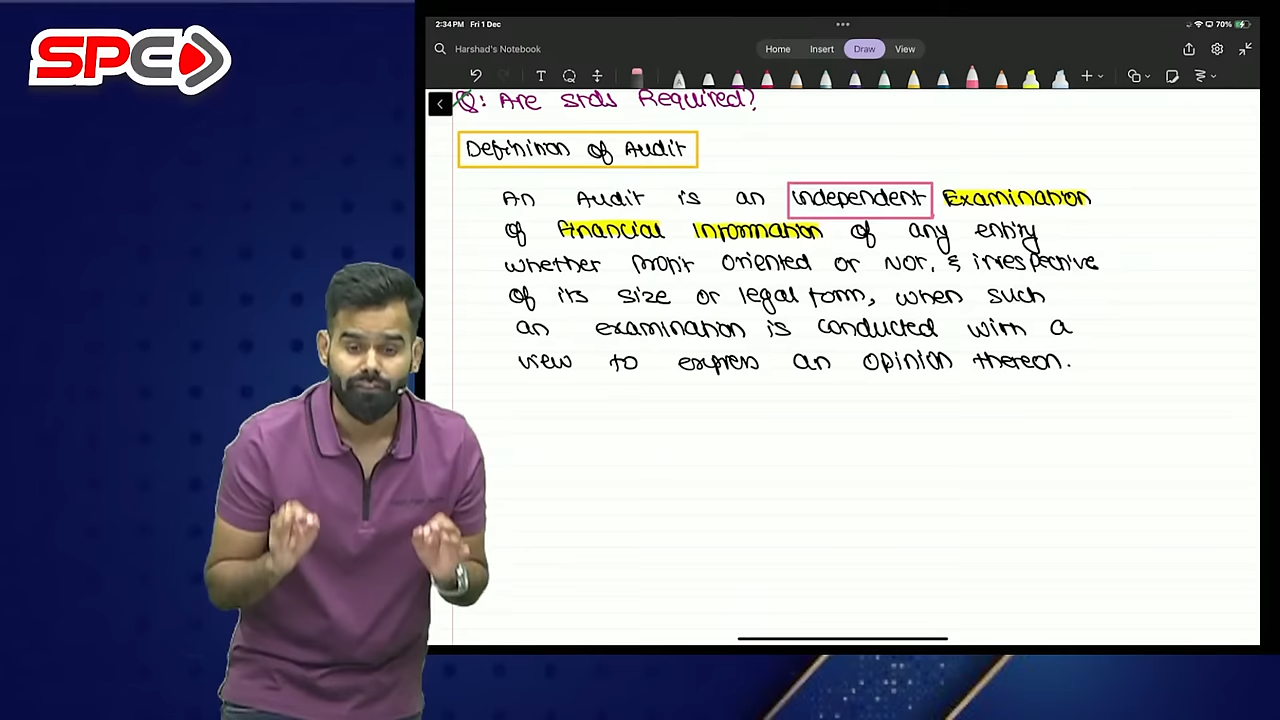 SPC
2:34 PM Fri 1 Dec
70%
Harshad's Notebook
Home Insert Draw View
Q: Are stds Required?
Definition of Audit
An Audit is an independent Examination
of financial Information of any entity
whether profit oriented or Not, & irrespective
of its size or legal form, when such
an examination is conducted with a
view to express an opinion thereon.